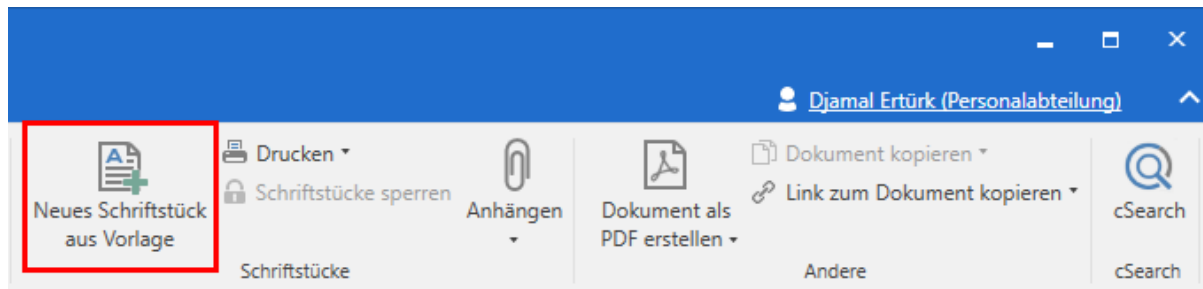 Djamal Ertürk (Personalabteilung)
Neues Schriftstück
aus Vorlage
Drucken
Schriftstücke sperren
Anhängen
Schriftstücke
Dokument als
PDF erstellen
Dokument kopieren
Link zum Dokument kopieren
Andere
cSearch
cSearch